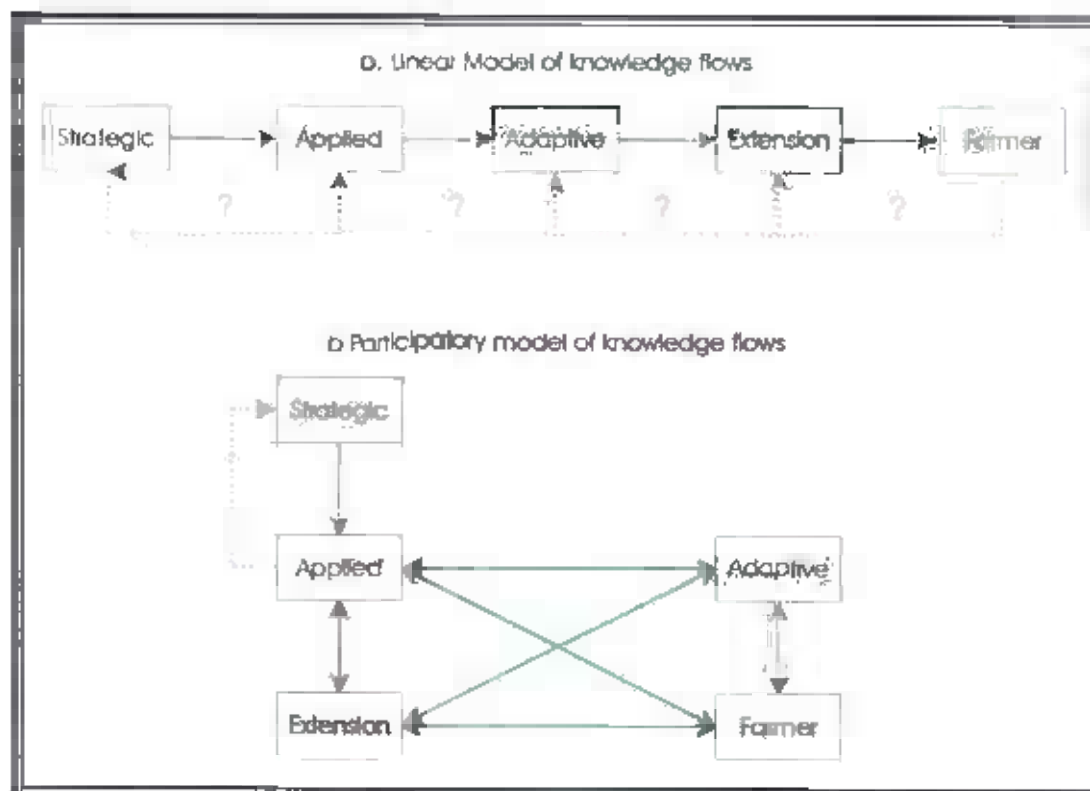 a. Linear Model of knowledge flows
Strategic Applied Adaptive Extension Farmer
? ? ? ?
b Participatory model of knowledge flows
Strategic
Applied Adaptive
Extension Farmer